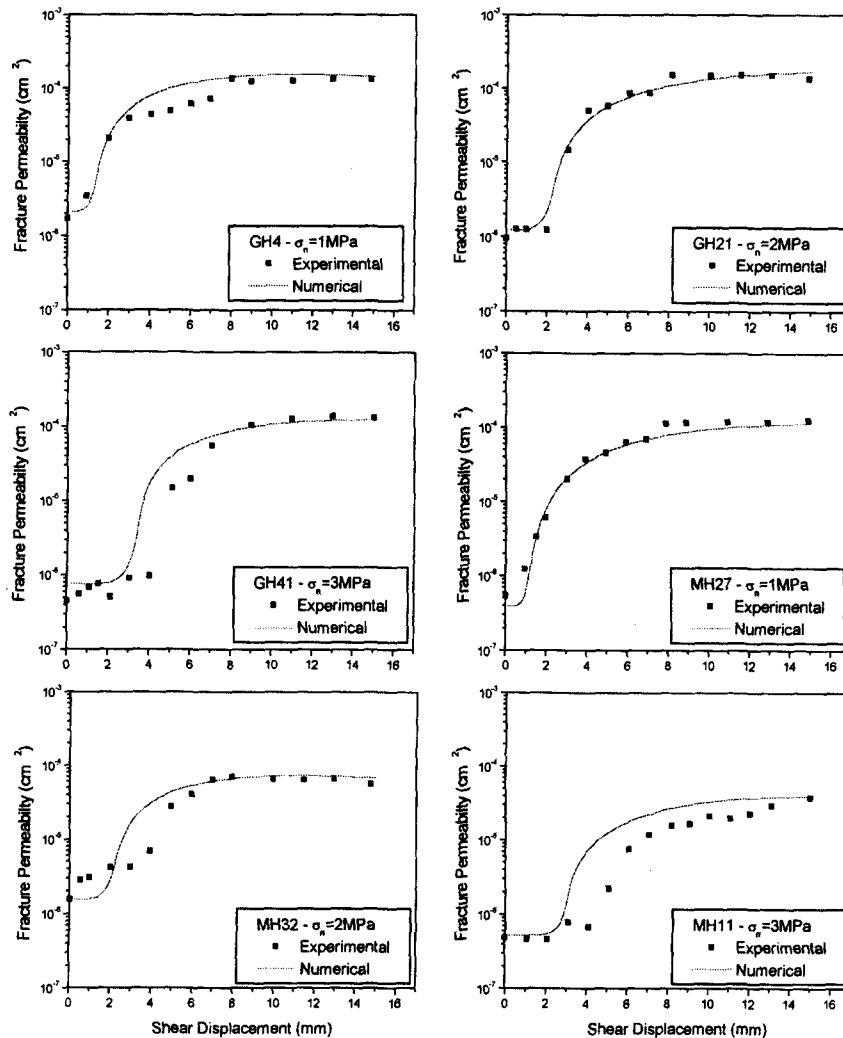 10⁻³
10⁻⁴
10⁻⁵
10⁻⁶
10⁻⁷
Fracture Permeabilty (cm²)
GH4 - σₙ=1MPa
Experimental
Numerical
0 2 4 6 8 10 12 14 16
10⁻³
10⁻⁴
10⁻⁵
10⁻⁶
10⁻⁷
Fracture Permeabilty (cm²)
GH21 - σₙ=2MPa
Experimental
Numerical
0 2 4 6 8 10 12 14 16
10⁻³
10⁻⁴
10⁻⁵
10⁻⁶
10⁻⁷
Fracture Permeabilty (cm²)
GH41 - σₙ=3MPa
Experimental
Numerical
0 2 4 6 8 10 12 14 16
10⁻³
10⁻⁴
10⁻⁵
10⁻⁶
10⁻⁷
Fracture Permeabilty (cm²)
MH27 - σₙ=1MPa
Experimental
Numerical
0 2 4 6 8 10 12 14 16
10⁻³
10⁻⁵
10⁻⁶
10⁻⁷
Fracture Permeabilty (cm²)
MH32 - σₙ=2MPa
Experimental
Numerical
0 2 4 6 8 10 12 14 16
Shear Displacement (mm)
10⁻³
10⁻⁴
10⁻⁵
10⁻⁶
10⁻⁷
Fracture Permeabilty (cm²)
MH11 - σₙ=3MPa
Experimental
Numerical
0 2 4 6 8 10 12 14 16
Shear Displacement (mm)